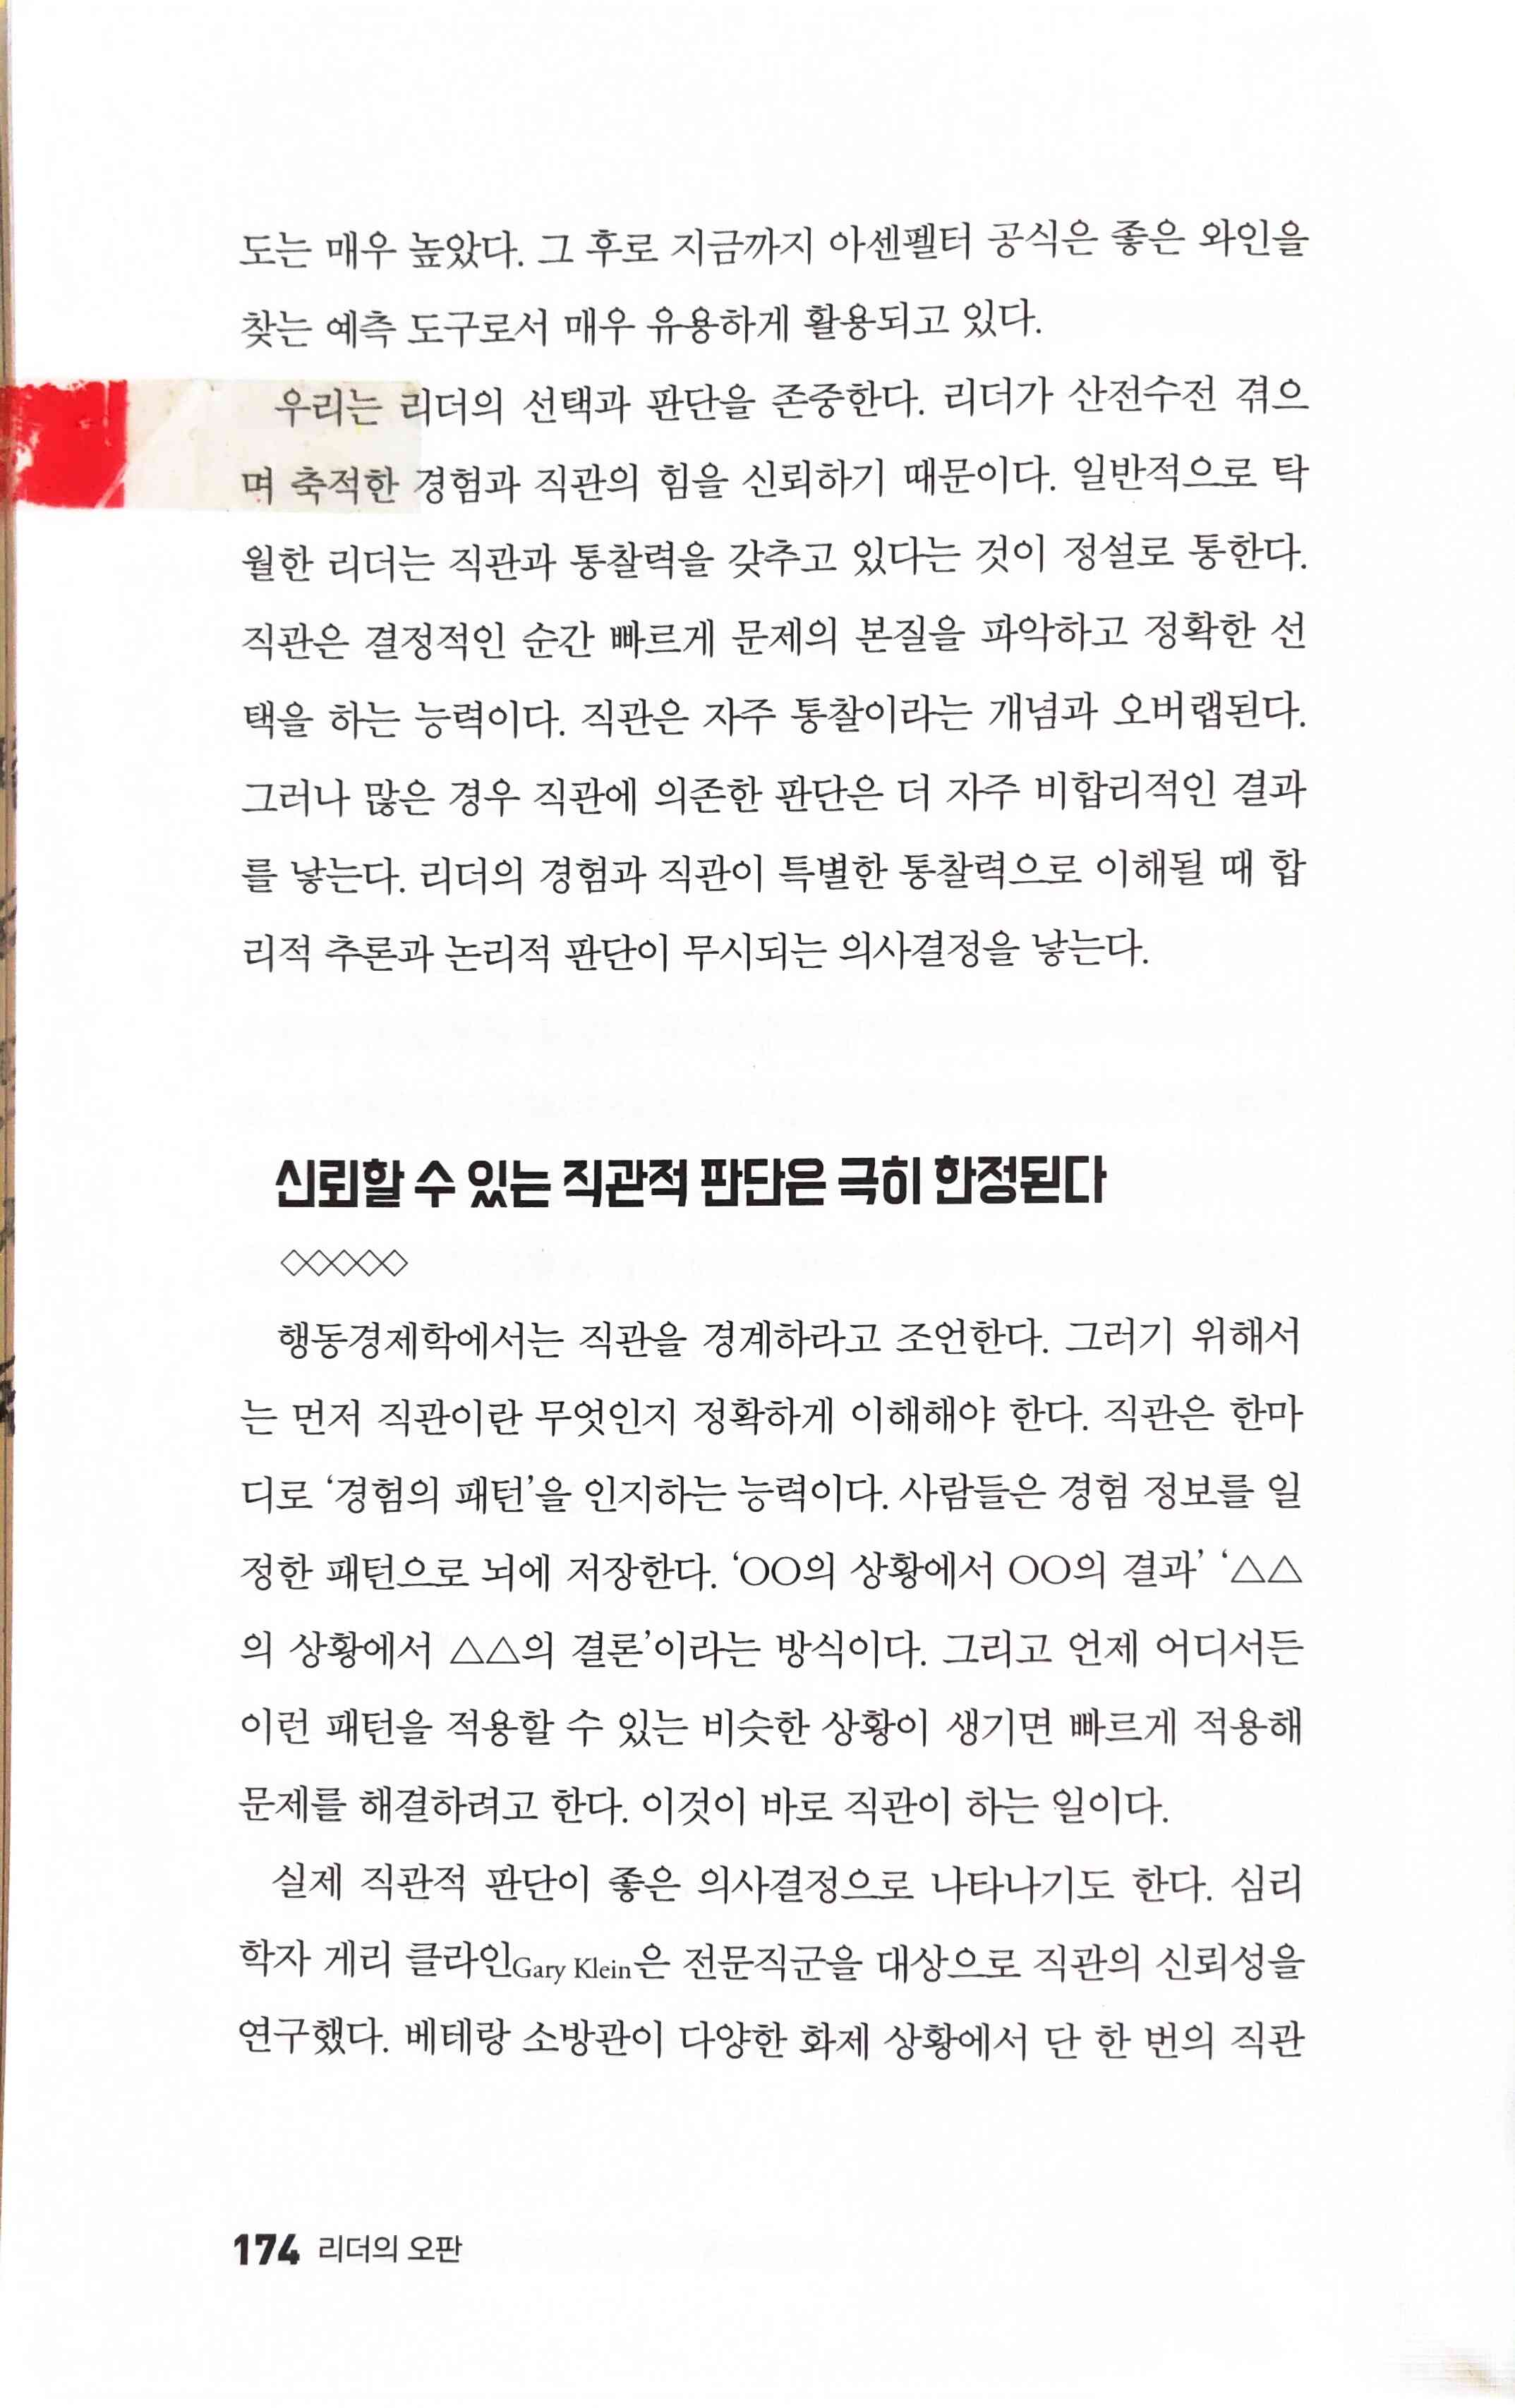 도는 매우 높았다. 그 후로 지금까지 아센펠터 공식은 좋은 와인을
찾는 예측 도구로서 매우 유용하게 활용되고 있다.
우리는 리더의 선택과 판단을 존중한다. 리더가 산전수전 겪으
며 축적한 경험과 직관의 힘을 신뢰하기 때문이다. 일반적으로 탁
월한 리더는 직관과 통찰력을 갖추고 있다는 것이 정설로 통한다.
직관은 결정적인 순간 빠르게 문제의 본질을 파악하고 정확한 선
택을 하는 능력이다. 직관은 자주 통찰이라는 개념과 오버랩된다.
그러나 많은 경우 직관에 의존한 판단은 더 자주 비합리적인 결과
를 낳는다. 리더의 경험과 직관이 특별한 통찰력으로 이해될 때 합
리적 추론과 논리적 판단이 무시되는 의사결정을 낳는다.
신뢰할 수 있는 직관적 판단은 극히 한정된다
행동경제학에서는 직관을 경계하라고 조언한다. 그러기 위해서
는 먼저 직관이란 무엇인지 정확하게 이해해야 한다. 직관은 한마
디로 ‘경험의 패턴’을 인지하는 능력이다. 사람들은 경험 정보를 일
정한 패턴으로 뇌에 저장한다. ‘○○의 상황에서 ○○의 결과’ ‘△△
의 상황에서 △△의 결론’이라는 방식이다. 그리고 언제 어디서든
이런 패턴을 적용할 수 있는 비슷한 상황이 생기면 빠르게 적용해
문제를 해결하려고 한다. 이것이 바로 직관이 하는 일이다.
실제 직관적 판단이 좋은 의사결정으로 나타나기도 한다. 심리
학자 게리 클라인Gary Klein은 전문직군을 대상으로 직관의 신뢰성을
연구했다. 베테랑 소방관이 다양한 화제 상황에서 단 한 번의 직관
174 리더의 오판